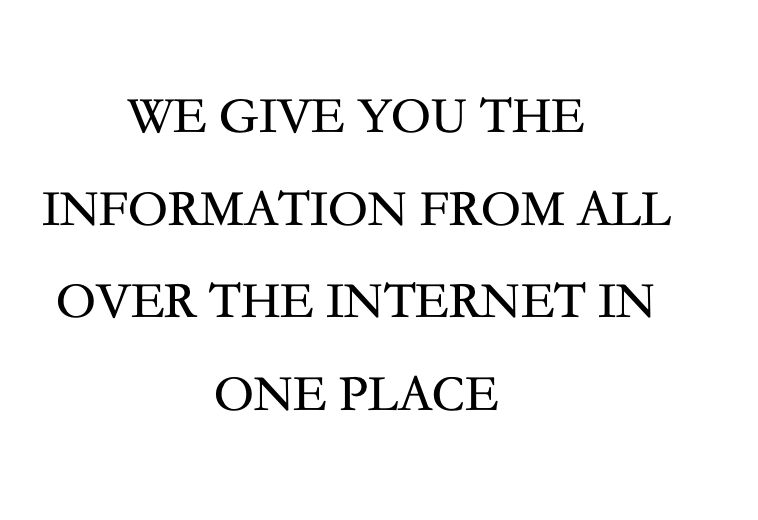 WE GIVE YOU THE
INFORMATION FROM ALL
OVER THE INTERNET IN
ONE PLACE